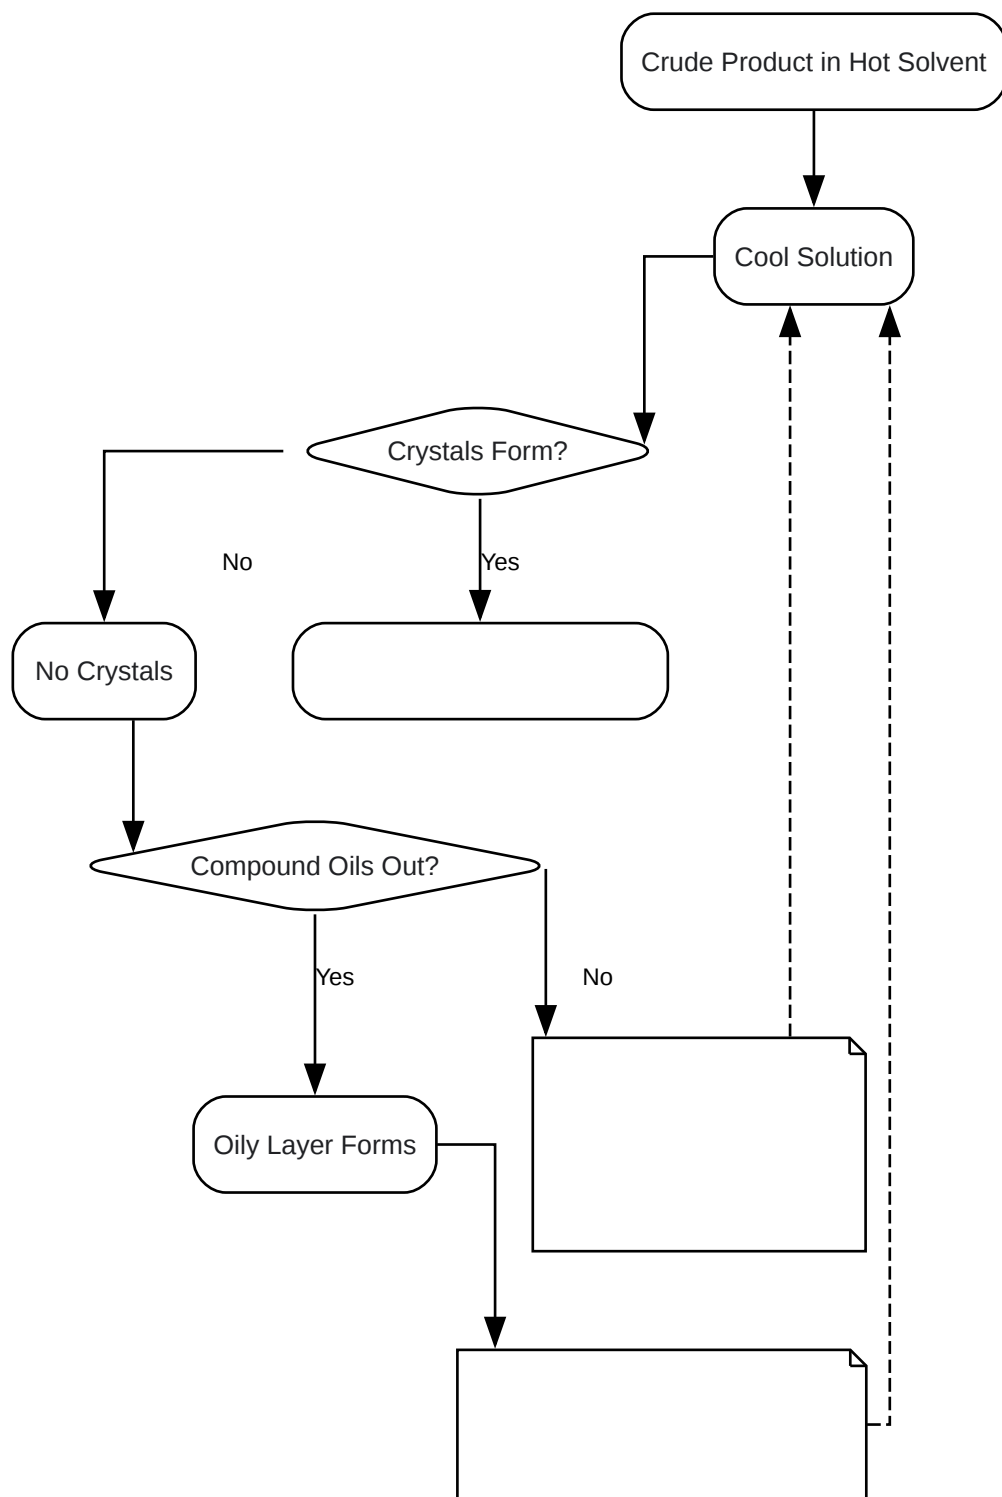 Crude Product in Hot Solvent
Cool Solution
Crystals Form?
No
Yes
No Crystals
Compound Oils Out?
Yes
No
Oily Layer Forms